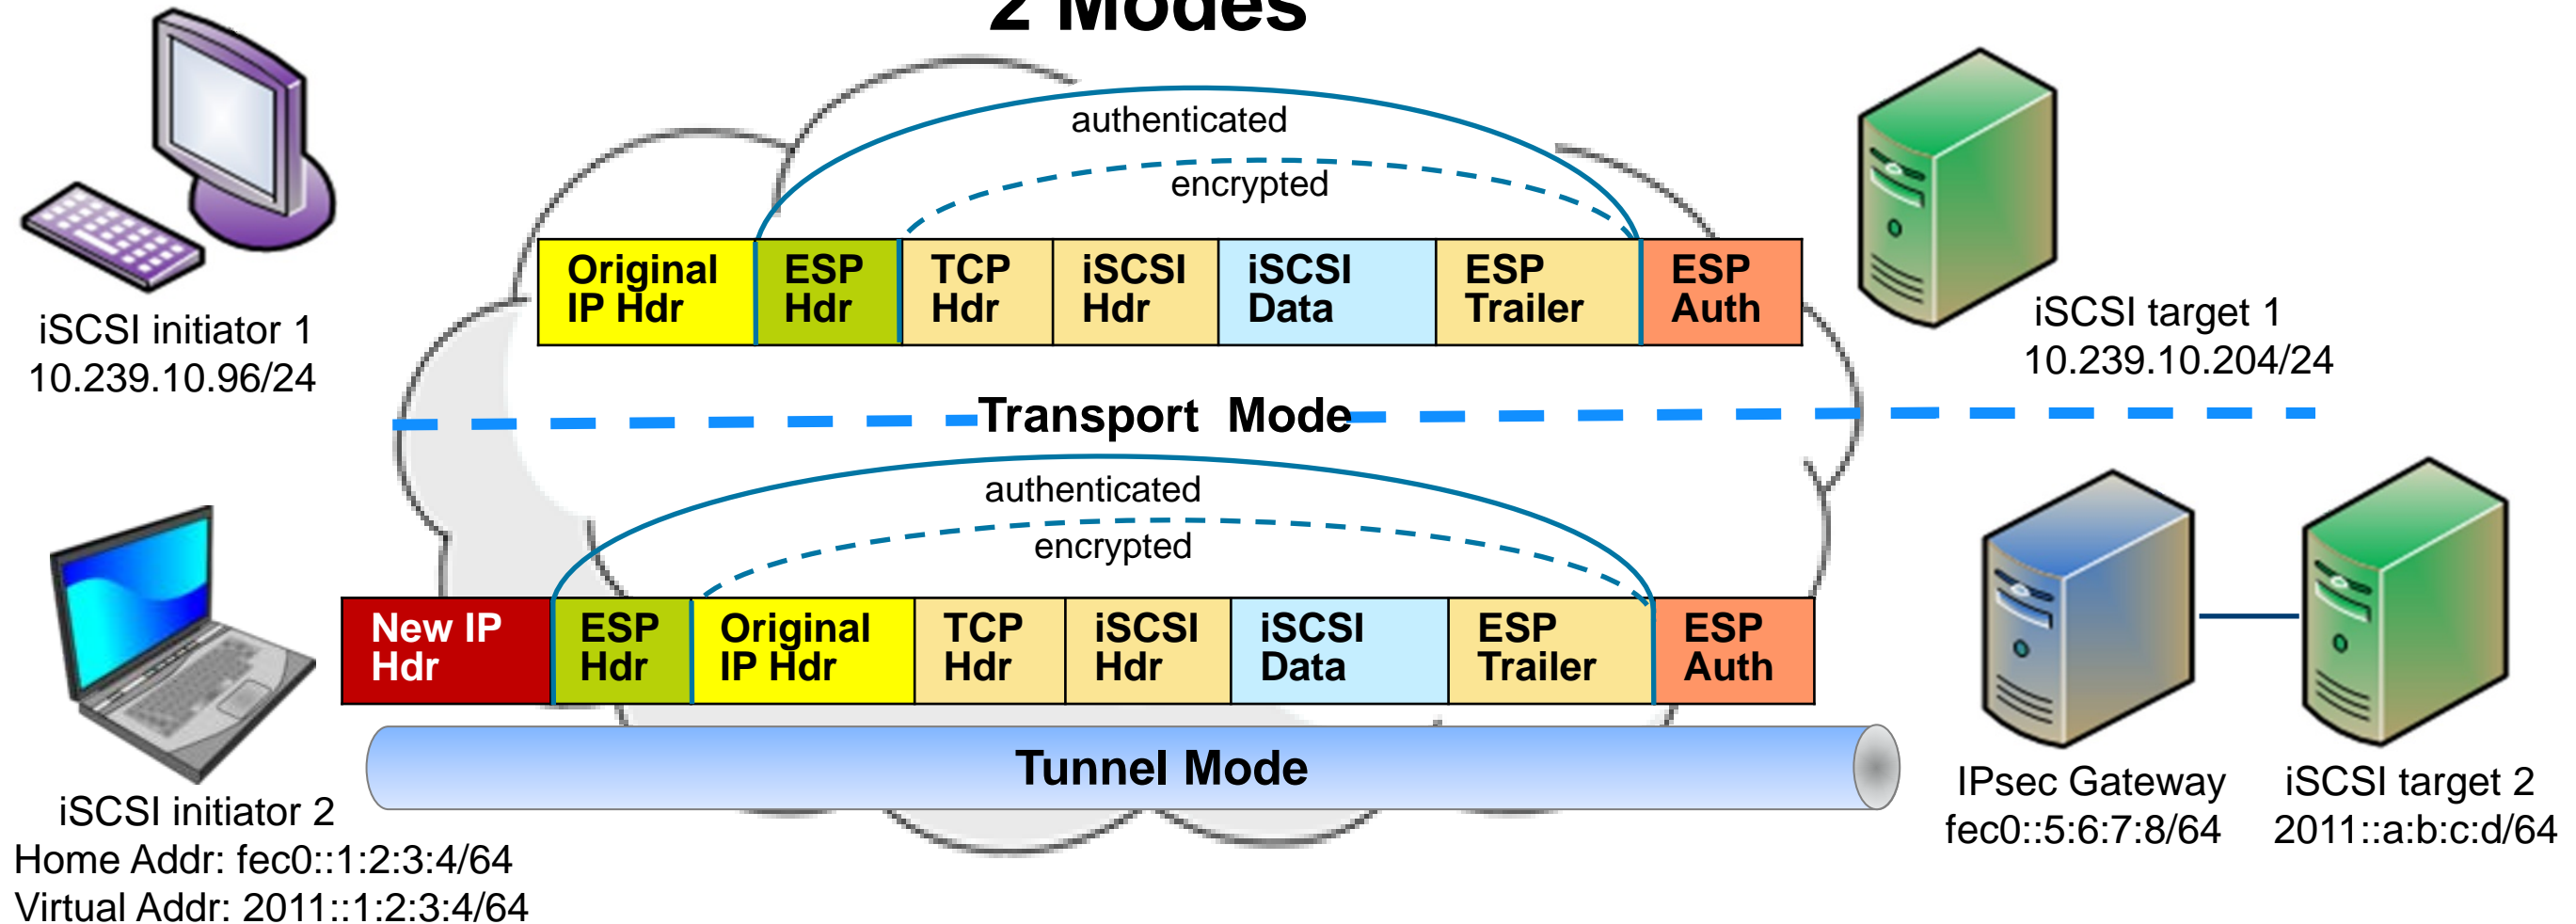 2 Modes
authenticated
encrypted
Original IP Hdr
ESP Hdr
TCP Hdr
iSCSI Hdr
iSCSI Data
ESP Trailer
ESP Auth
iSCSI initiator 1
10.239.10.96/24
iSCSI target 1
10.239.10.204/24
Transport Mode
authenticated
encrypted
New IP Hdr
ESP Hdr
Original IP Hdr
TCP Hdr
iSCSI Hdr
iSCSI Data
ESP Trailer
ESP Auth
Tunnel Mode
iSCSI initiator 2
Home Addr: fec0::1:2:3:4/64
Virtual Addr: 2011::1:2:3:4/64
IPsec Gateway
fec0::5:6:7:8/64
iSCSI target 2
2011::a:b:c:d/64